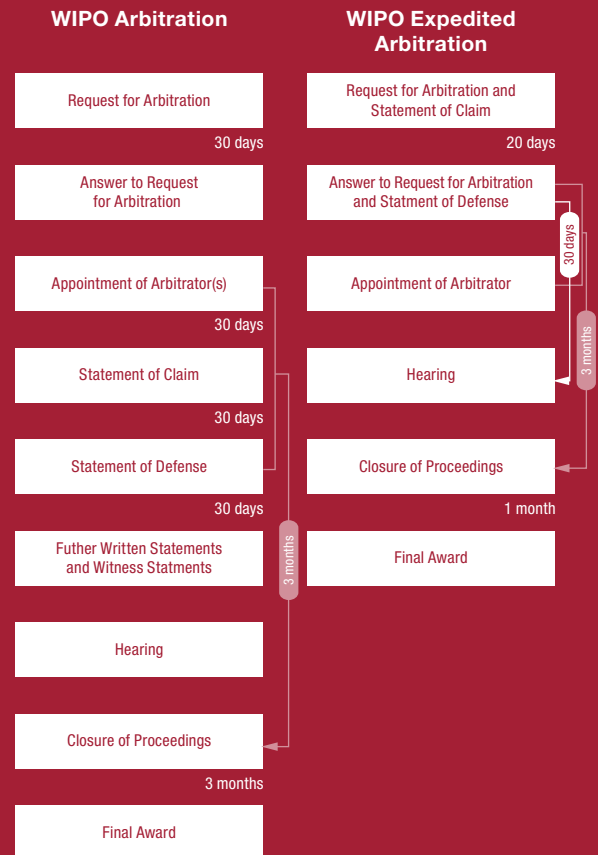 WIPO Arbitration
Request for Arbitration
30 days
Answer to Request
for Arbitration
Appointment of Arbitrator(s)
30 days
Statement of Claim
30 days
Statement of Defense
30 days
Futher Written Statements
and Witness Statments
3 months
Hearing
Closure of Proceedings
3 months
Final Award
WIPO Expedited
Arbitration
Request for Arbitration and
Statement of Claim
20 days
Answer to Request for Arbitration
and Statment of Defense
30 days
Appointment of Arbitrator
3 months
Hearing
Closure of Proceedings
1 month
Final Award